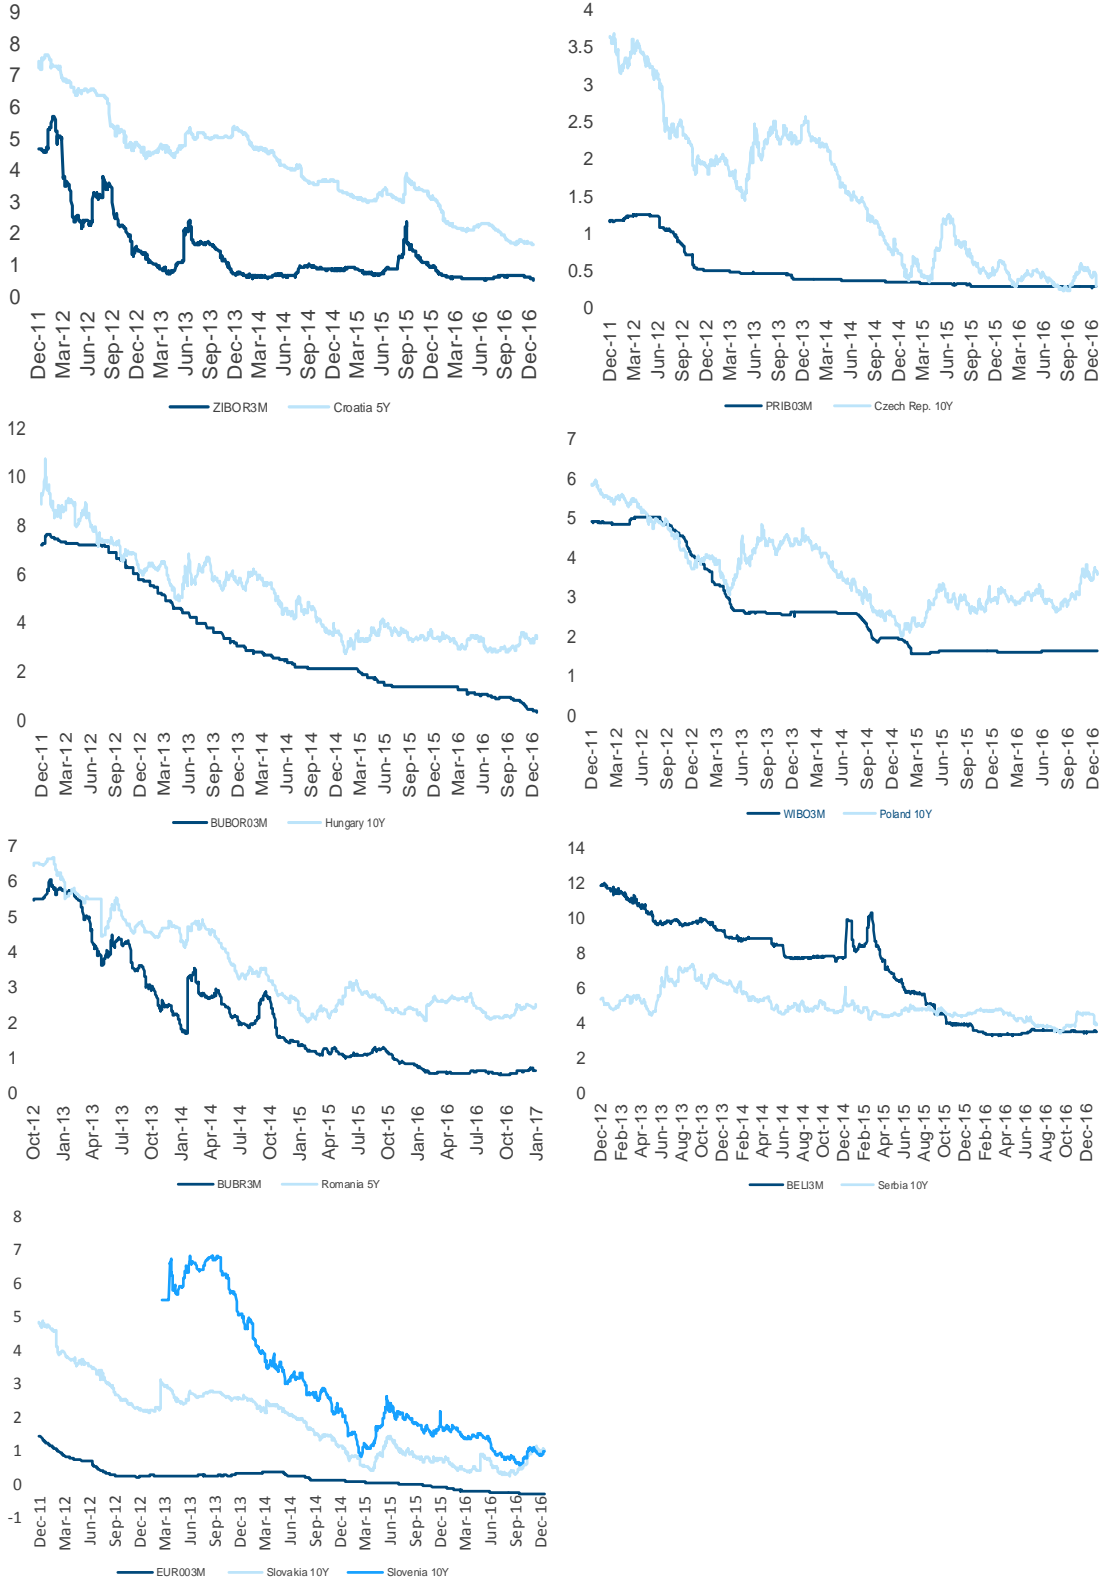 9
8
7
6
5
4
3
2
1
0
Dec-11
Mar-12
Jun-12
Sep-12
Dec-12
Mar-13
Jun-13
Sep-13
Dec-13
Mar-14
Jun-14
Sep-14
Dec-14
Mar-15
Jun-15
Sep-15
Dec-15
Mar-16
Jun-16
Sep-16
Dec-16
ZIBOR3M Croatia 5Y
4
3.5
3
2.5
2
1.5
1
0.5
0
Dec-11
Mar-12
Jun-12
Sep-12
Dec-12
Mar-13
Jun-13
Sep-13
Dec-13
Mar-14
Jun-14
Sep-14
Dec-14
Mar-15
Jun-15
Sep-15
Dec-15
Mar-16
Jun-16
Sep-16
Dec-16
PRIB03M Czech Rep. 10Y
12
10
8
6
4
2
0
Dec-11
Mar-12
Jun-12
Sep-12
Dec-12
Mar-13
Jun-13
Sep-13
Dec-13
Mar-14
Jun-14
Sep-14
Dec-14
Mar-15
Jun-15
Sep-15
Dec-15
Mar-16
Jun-16
Sep-16
Dec-16
BUBOR03M Hungary 10Y
7
6
5
4
3
2
1
0
Dec-11
Mar-12
Jun-12
Sep-12
Dec-12
Mar-13
Jun-13
Sep-13
Dec-13
Mar-14
Jun-14
Sep-14
Dec-14
Mar-15
Jun-15
Sep-15
Dec-15
Mar-16
Jun-16
Sep-16
Dec-16
WIBO3M Poland 10Y
7
6
5
4
3
2
1
0
Oct-12
Jan-13
Apr-13
Jul-13
Oct-13
Jan-14
Apr-14
Jul-14
Oct-14
Jan-15
Apr-15
Jul-15
Oct-15
Jan-16
Apr-16
Jul-16
Oct-16
Jan-17
BUBR3M Romania 5Y
14
12
10
8
6
4
2
0
Dec-12
Feb-13
Apr-13
Jun-13
Aug-13
Oct-13
Dec-13
Feb-14
Apr-14
Jun-14
Aug-14
Oct-14
Dec-14
Feb-15
Apr-15
Jun-15
Aug-15
Oct-15
Dec-15
Feb-16
Apr-16
Jun-16
Aug-16
Oct-16
Dec-16
BELI3M Serbia 10Y
8
7
6
5
4
3
2
1
0
-1
Dec-11
Mar-12
Jun-12
Sep-12
Dec-12
Mar-13
Jun-13
Sep-13
Dec-13
Mar-14
Jun-14
Sep-14
Dec-14
Mar-15
Jun-15
Sep-15
Dec-15
Mar-16
Jun-16
Sep-16
Dec-16
EUR003M Slovakia 10Y Slovenia 10Y